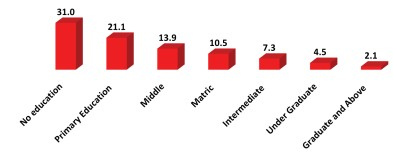 31.0
21.1
13.9
10.5
7.3
4.5
2.1
No education
Primary Education
Middle
Matric
Intermediate
Under Graduate
Graduate and Above